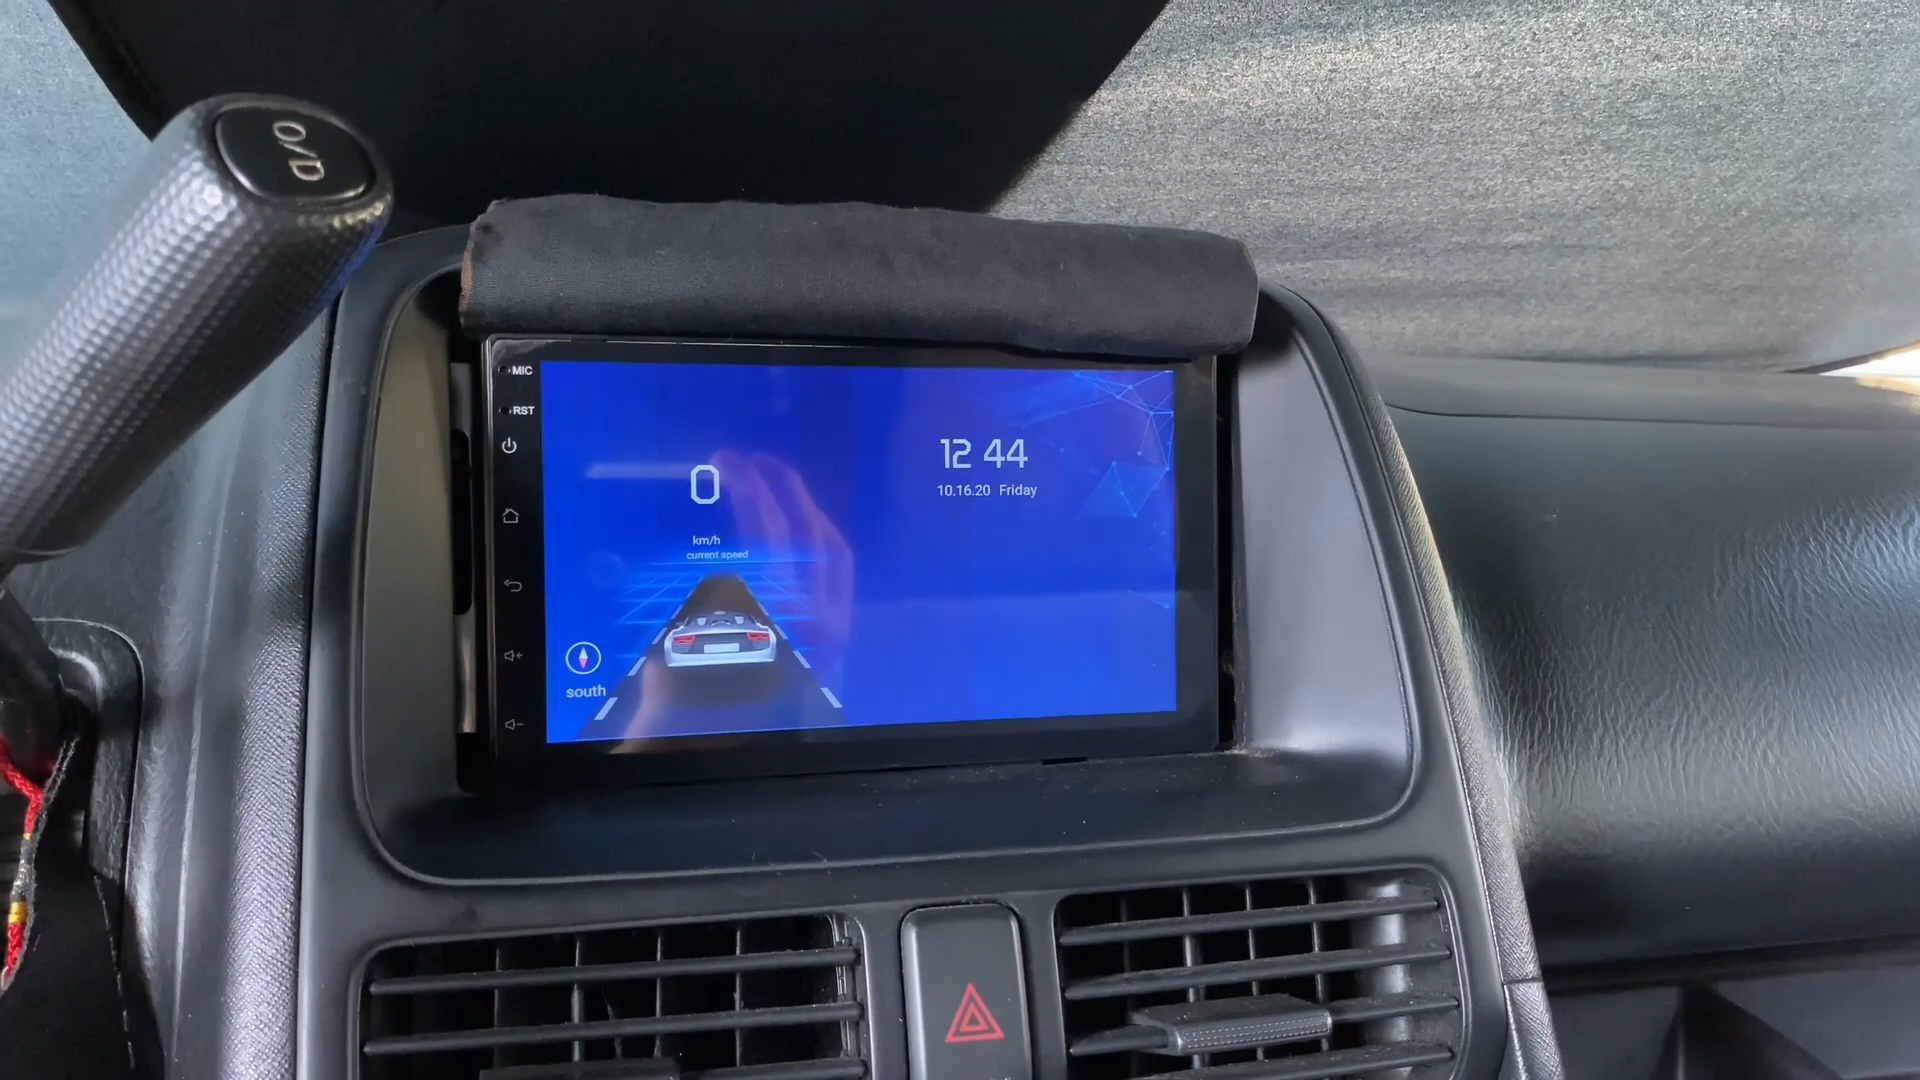 O/D
MIC
RST
0
km/h
current speed
south
12 44
10.16.20 Friday